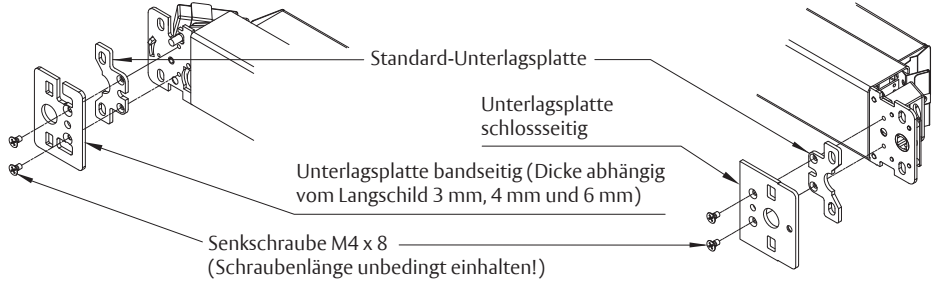 Standard-Unterlagsplatte
Unterlagsplatte
schlossseitig
Unterlagsplatte bandseitig (Dicke abhängig
vom Langschild 3 mm, 4 mm und 6 mm)
Senkschraube M4 x 8
(Schraubenlänge unbedingt einhalten!)